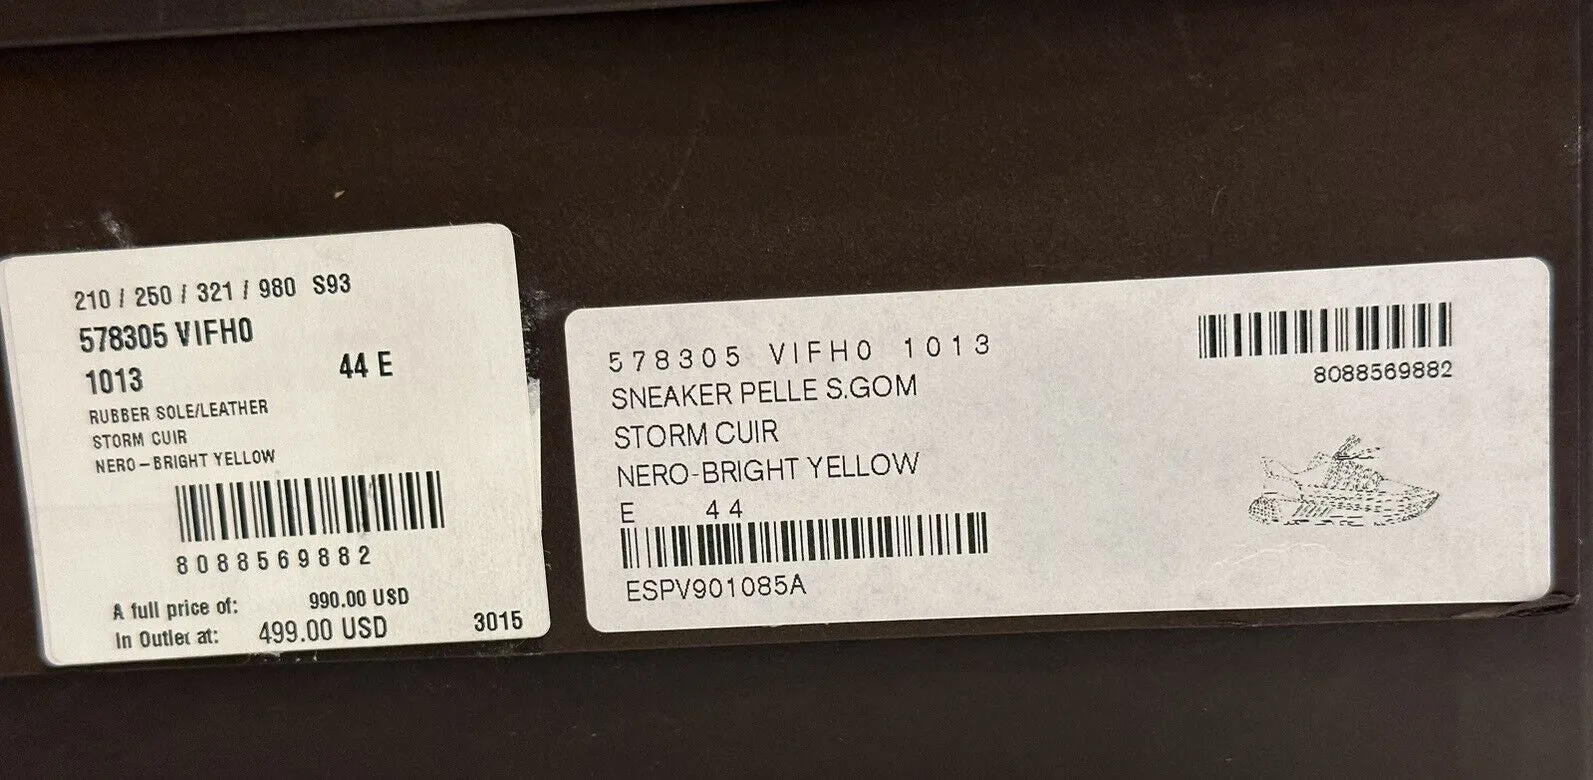 210 / 250 / 321 / 980 S93
578305 VIFH0
1013 44 E
RUBBER SOLE/LEATHER
STORM CUIR
NERO-BRIGHT YELLOW
8088569882
A full price of: 990.00 USD
In Outlet at: 499.00 USD 3015
578305 VIFH0 1013
SNEAKER PELLE S.GOM
STORM CUIR
NERO-BRIGHT YELLOW
E 44
ESPV901085A
8088569882